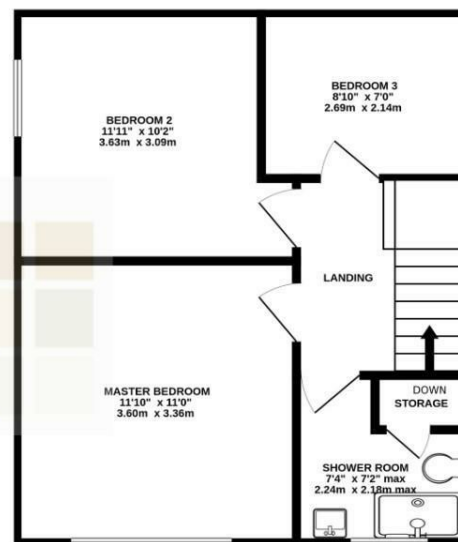 BEDROOM 3
8'10" x 7'0"
2.69m x 2.14m
BEDROOM 2
11'11" x 10'2"
3.63m x 3.09m
LANDING
MASTER BEDROOM
11'10" x 11'0"
3.60m x 3.36m
DOWN
STORAGE
SHOWER ROOM
7'4" x 7'2" max
2.24m x 2.18m max